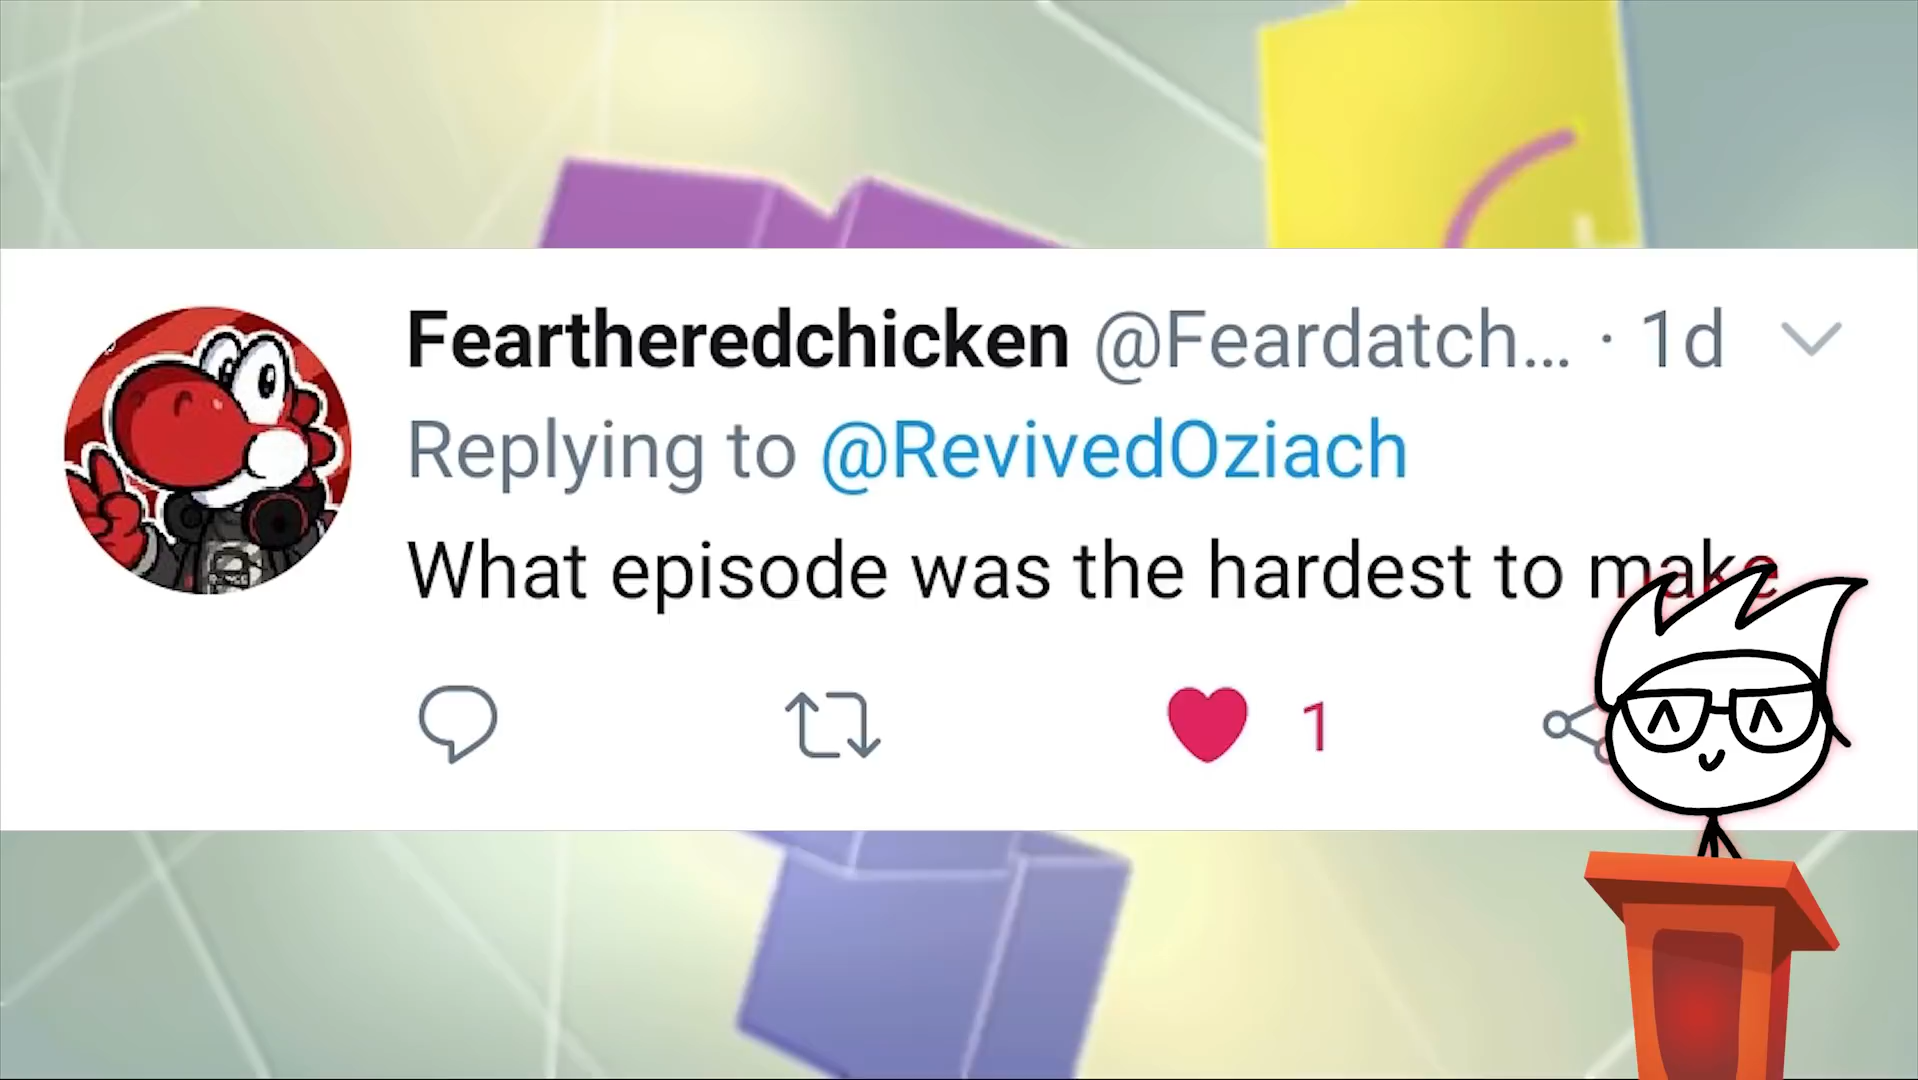 Feartheredchicken @Feardatch... · 1d
Replying to @RevivedOziach
What episode was the hardest to make
1